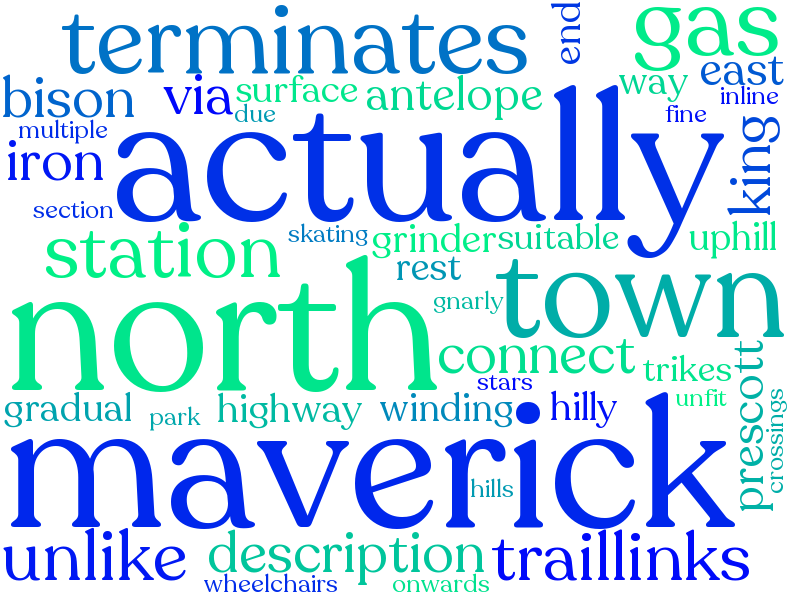 terminates
end
gas
bison
via
surface
antelope
way
east
inline
due
fine
multiple
iron
actually
king
section
skating
station
grinder
suitable
uphill
rest
north
gnarly
town
connect
trikes
stars
unfit
prescott
gradual
park
highway
winding
hilly
crossings
maverick
hills
unlike
description
traillinks
wheelchairs
onwards